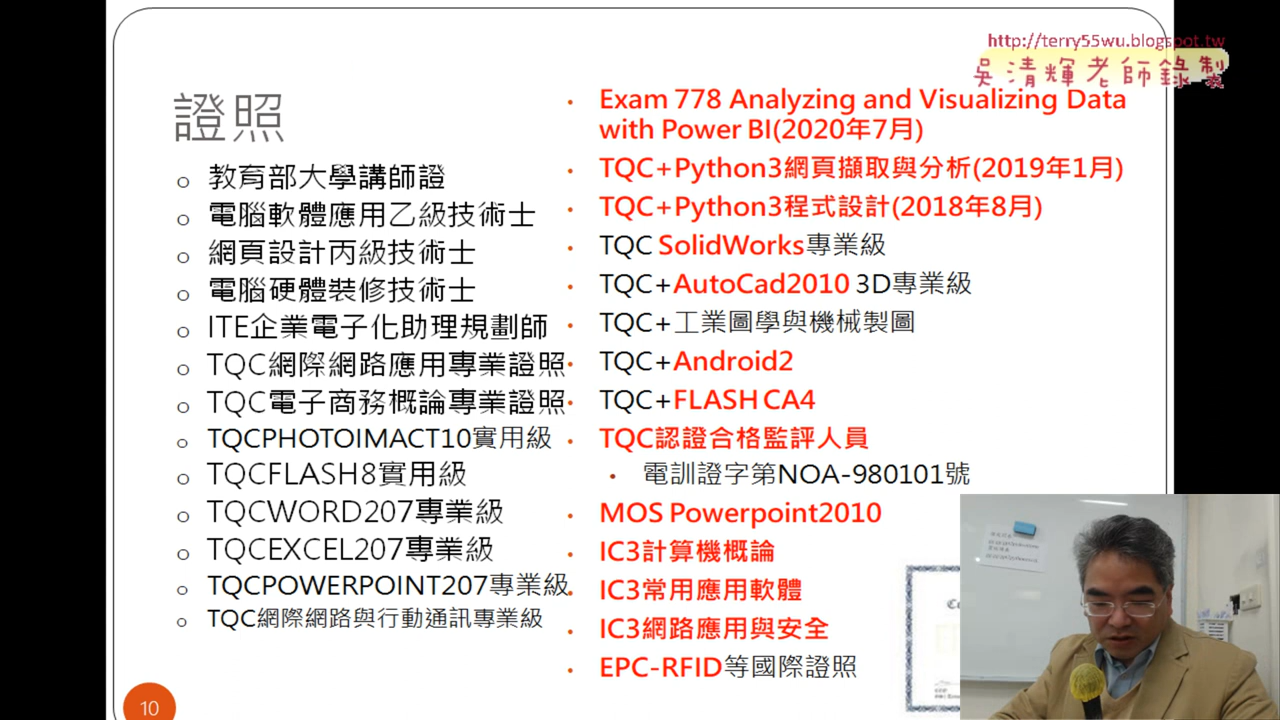 http://terry55wu.blogspot.tw
吳清輝老師錄製
證照
教育部大學講師證
電腦軟體應用乙級技術士
網頁設計丙級技術士
電腦硬體裝修技術士
ITE企業電子化助理規劃師
TQC網際網路應用專業證照
TQC電子商務概論專業證照
TQCPHOTOIMACT10實用級
TQCFLASH8實用級
TQCWORD207專業級
TQCEXCEL207專業級
TQCPOWERPOINT207專業級
TQC網際網路與行動通訊專業級
Exam 778 Analyzing and Visualizing Data
with Power BI(2020年7月)
TQC+Python3網頁擷取與分析(2019年1月)
TQC+Python3程式設計(2018年8月)
TQC SolidWorks專業級
TQC+AutoCad2010 3D專業級
TQC+工業圖學與機械製圖
TQC+Android2
TQC+FLASH CA4
TQC認證合格監評人員
電訓證字第NOA-980101號
MOS Powerpoint2010
IC3計算機概論
IC3常用應用軟體
IC3網路應用與安全
EPC-RFID等國際證照
10